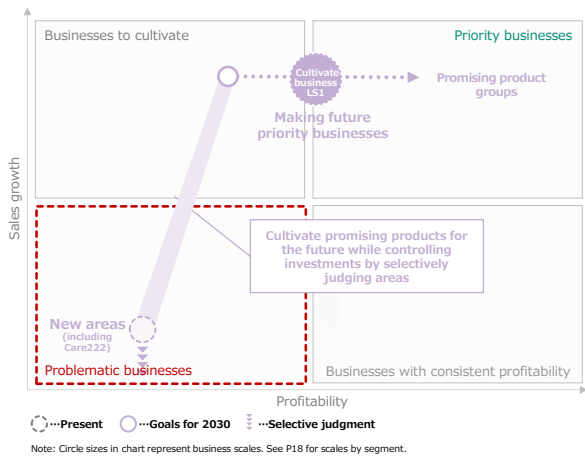 Businesses to cultivate
Priority businesses
Cultivate
business
LS1
Promising product
groups
Making future
priority businesses
Sales growth
Cultivate promising products for
the future while controlling
investments by selectively
judging areas
New areas
(including
Care222)
Problematic businesses
Businesses with consistent profitability
Profitability
···Present
···Goals for 2030
···Selective judgment
Note: Circle sizes in chart represent business scales. See P18 for scales by segment.